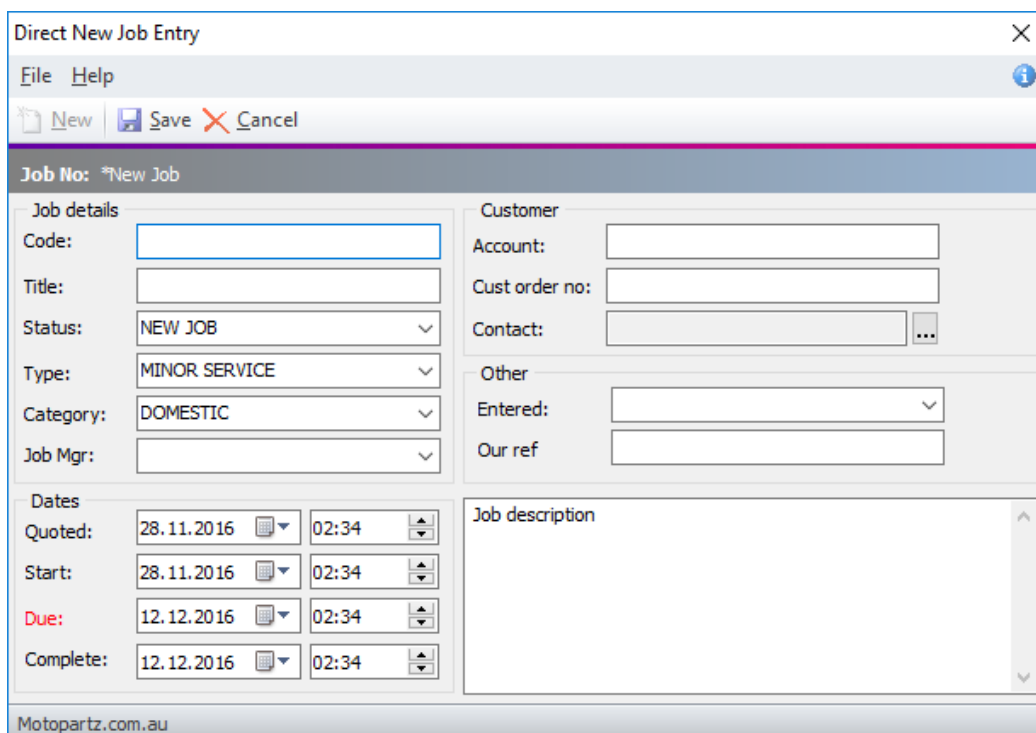 Direct New Job Entry
File Help
New Save Cancel
Job No: *New Job
Job details
Code:
Title:
Status: NEW JOB
Type: MINOR SERVICE
Category: DOMESTIC
Job Mgr:
Customer
Account:
Cust order no:
Contact: ...
Other
Entered:
Our ref
Dates
Quoted: 28.11.2016 02:34
Start: 28.11.2016 02:34
Due: 12.12.2016 02:34
Complete: 12.12.2016 02:34
Job description
Motopartz.com.au